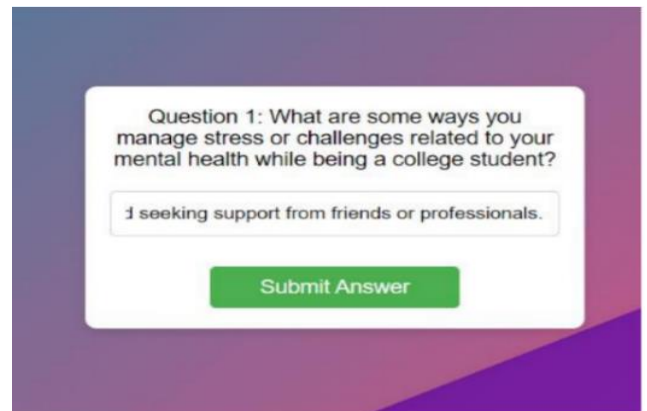 Question 1: What are some ways you
manage stress or challenges related to your
mental health while being a college student?
seeking support from friends or professionals.
Submit Answer